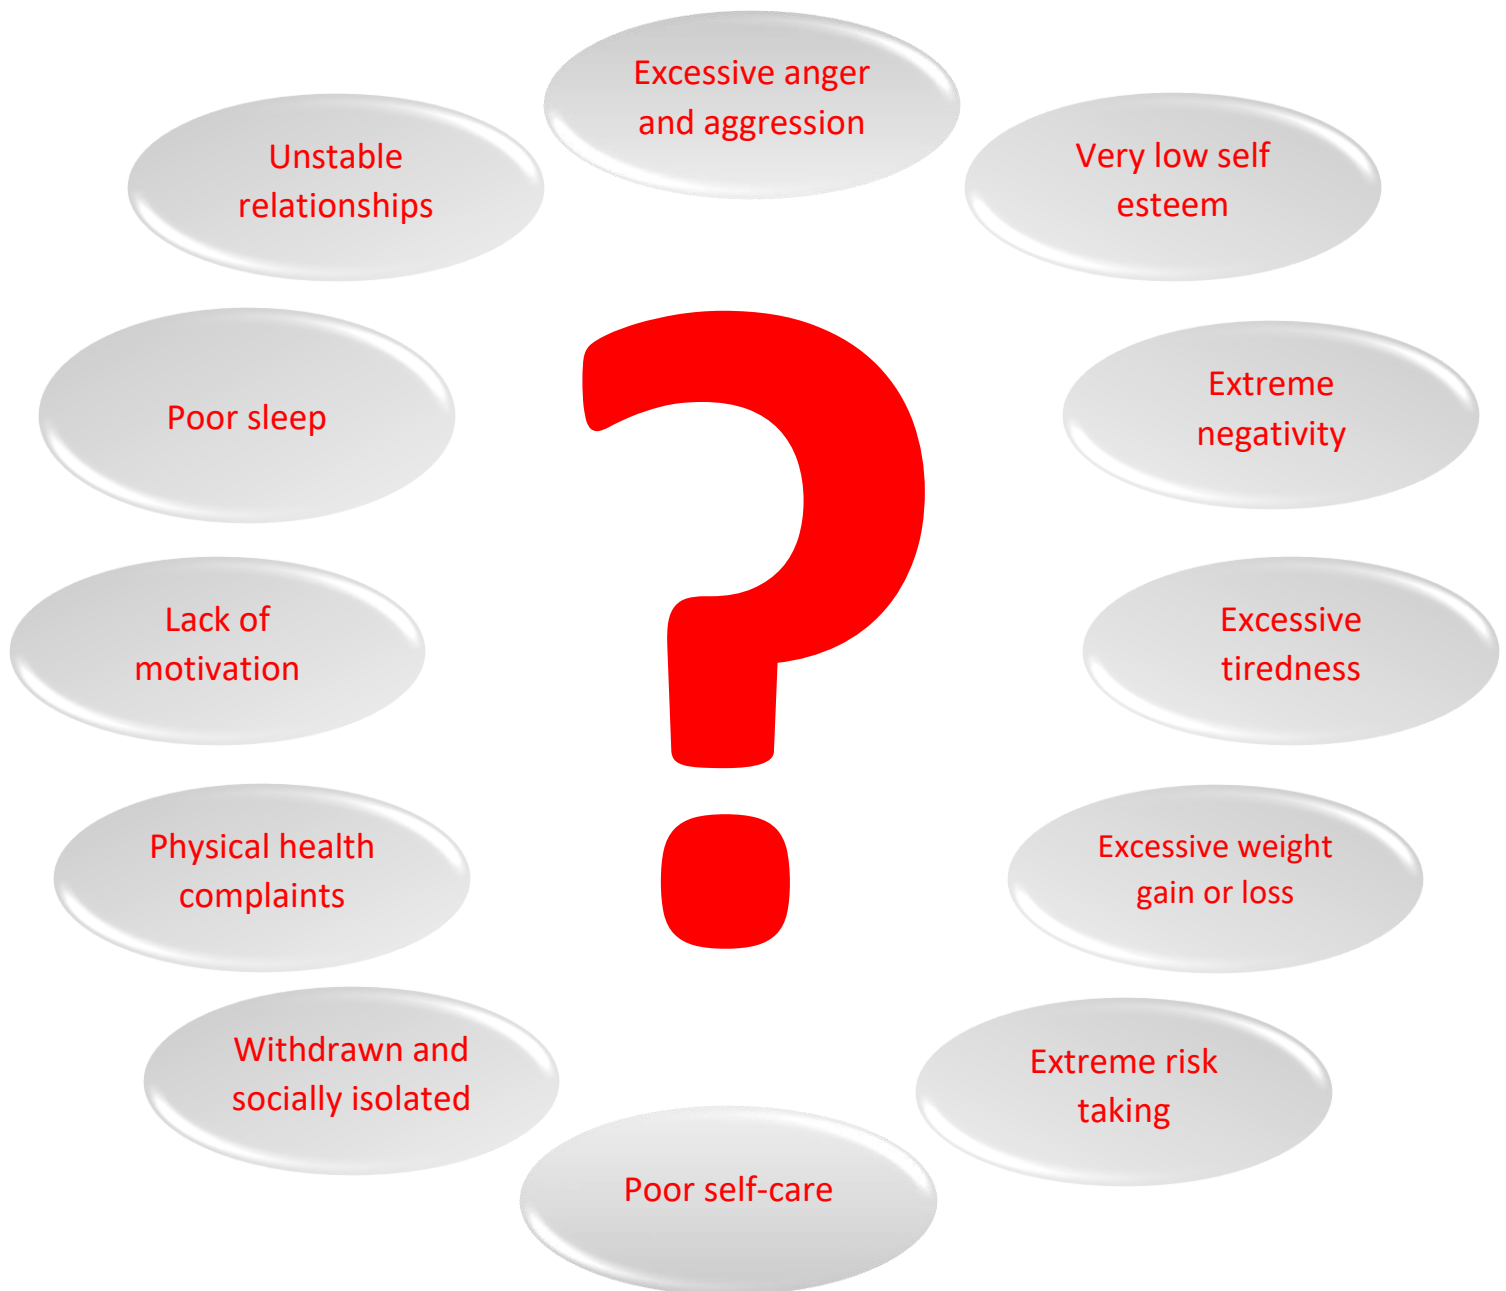 Excessive anger
and aggression
Very low self
esteem
Extreme
negativity
Excessive
tiredness
Excessive weight
gain or loss
Extreme risk
taking
Poor self-care
Withdrawn and
socially isolated
Physical health
complaints
Lack of
motivation
Poor sleep
Unstable
relationships
?